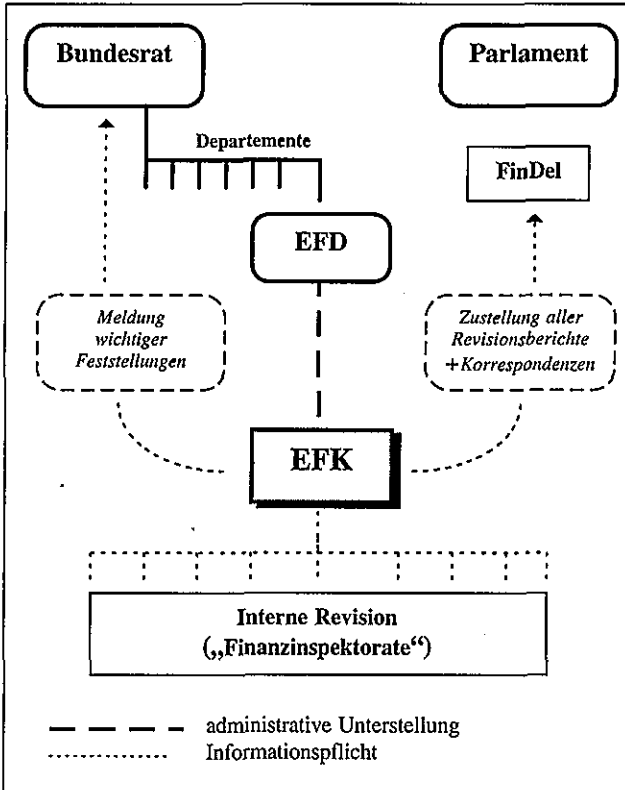 Bundesrat
Parlament
Departemente
FinDel
EFD
Meldung
wichtiger
Feststellungen
Zustellung aller
Revisionsberichte
+Korrespondenzen
EFK
Interne Revision
(„Finanzinspektorate“)
administrative Unterstellung
Informationspflicht